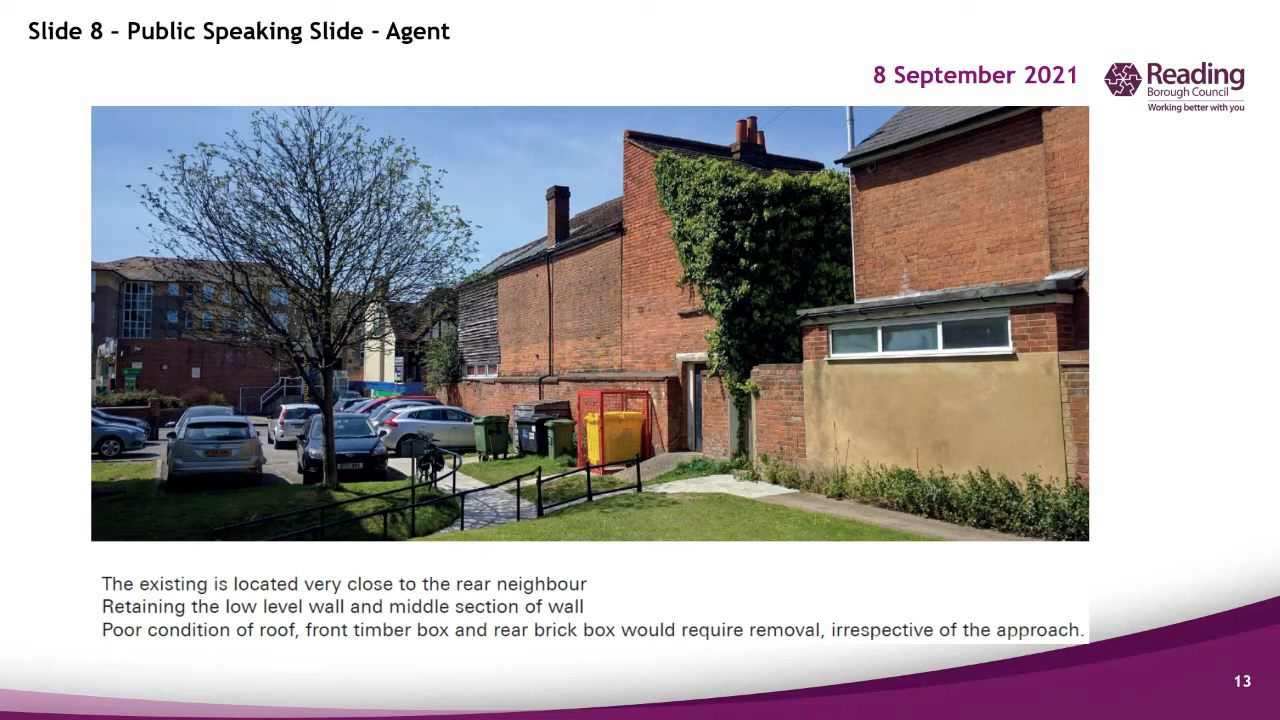 Slide 8 – Public Speaking Slide - Agent
8 September 2021
Reading
Borough Council
Working better with you
The existing is located very close to the rear neighbour
Retaining the low level wall and middle section of wall
Poor condition of roof, front timber box and rear brick box would require removal, irrespective of the approach.
13